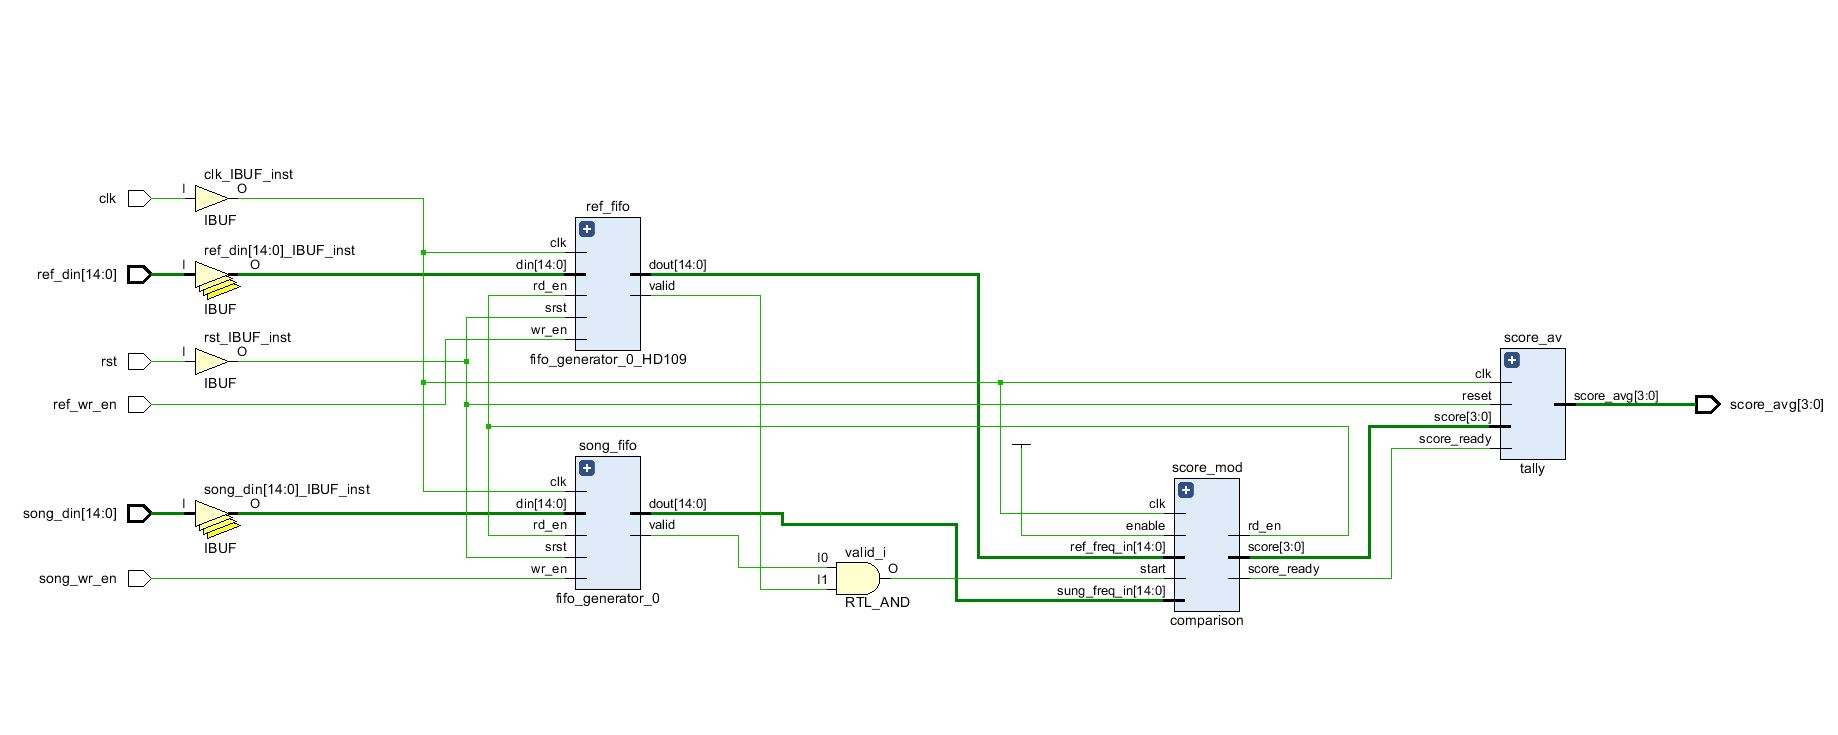 clk
I
clk_IBUF_inst
O
IBUF
ref_din[14:0]
I
ref_din[14:0]_IBUF_inst
O
IBUF
rst
I
rst_IBUF_inst
O
IBUF
ref_wr_en
song_din[14:0]
I
song_din[14:0]_IBUF_inst
O
IBUF
song_wr_en
ref_fifo
clk
din[14:0]
rd_en
srst
wr_en
dout[14:0]
valid
fifo_generator_0_HD109
song_fifo
clk
din[14:0]
rd_en
srst
wr_en
dout[14:0]
valid
fifo_generator_0
valid_i
I0
I1
O
RTL_AND
score_mod
clk
enable
ref_freq_in[14:0]
start
sung_freq_in[14:0]
rd_en
score[3:0]
score_ready
comparison
score_av
clk
reset
score[3:0]
score_ready
score_avg[3:0]
tally
score_avg[3:0]